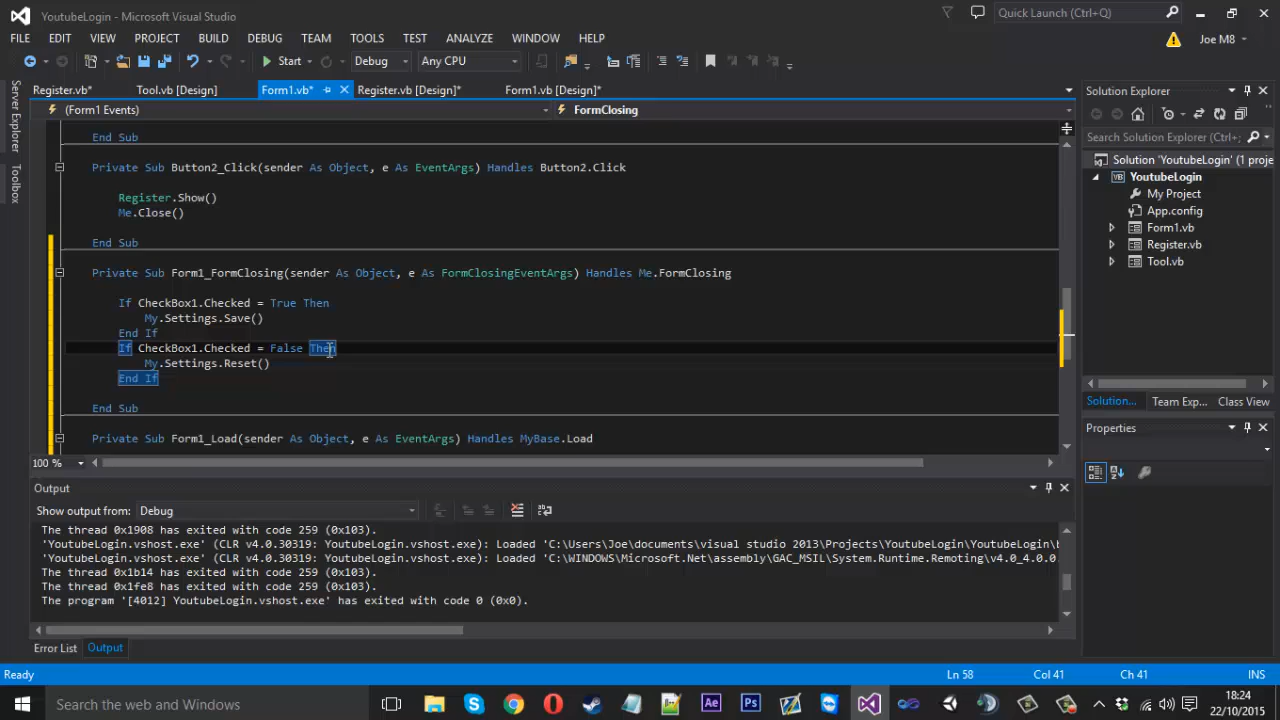 YoutubeLogin - Microsoft Visual Studio
Quick Launch (Ctrl+Q)
FILE EDIT VIEW PROJECT BUILD DEBUG TEAM TOOLS TEST ANALYZE WINDOW HELP
Joe M8
Start Debug Any CPU
Server Explorer
Toolbox
Register.vb* Tool.vb [Design] Form1.vb* Register.vb [Design]* Form1.vb [Design]*
(Form1 Events) FormClosing
End Sub
Private Sub Button2_Click(sender As Object, e As EventArgs) Handles Button2.Click
Register.Show()
Me.Close()
End Sub
Private Sub Form1_FormClosing(sender As Object, e As FormClosingEventArgs) Handles Me.FormClosing
If CheckBox1.Checked = True Then
My.Settings.Save()
End If
If CheckBox1.Checked = False Then
My.Settings.Reset()
End If
End Sub
Private Sub Form1_Load(sender As Object, e As EventArgs) Handles MyBase.Load
100 %
Solution Explorer
Search Solution Explorer (Ctrl+;
Solution 'YoutubeLogin' (1 proje
YoutubeLogin
My Project
App.config
Form1.vb
Register.vb
Tool.vb
Solution... Team Exp... Class View
Properties
Output
Show output from: Debug
The thread 0x1908 has exited with code 259 (0x103).
'YoutubeLogin.vshost.exe' (CLR v4.0.30319: YoutubeLogin.vshost.exe): Loaded 'C:\Users\Joe\documents\visual studio 2013\Projects\YoutubeLogin\YoutubeLogin\b
'YoutubeLogin.vshost.exe' (CLR v4.0.30319: YoutubeLogin.vshost.exe): Loaded 'C:\WINDOWS\Microsoft.Net\assembly\GAC_MSIL\System.Runtime.Remoting\v4.0_4.0.0.
The thread 0x1b14 has exited with code 259 (0x103).
The thread 0x1fe8 has exited with code 259 (0x103).
The program '[4012] YoutubeLogin.vshost.exe' has exited with code 0 (0x0).
Error List Output
Ready Ln 58 Col 41 Ch 41 INS
Search the web and Windows
Ae Ps
18:24
22/10/2015